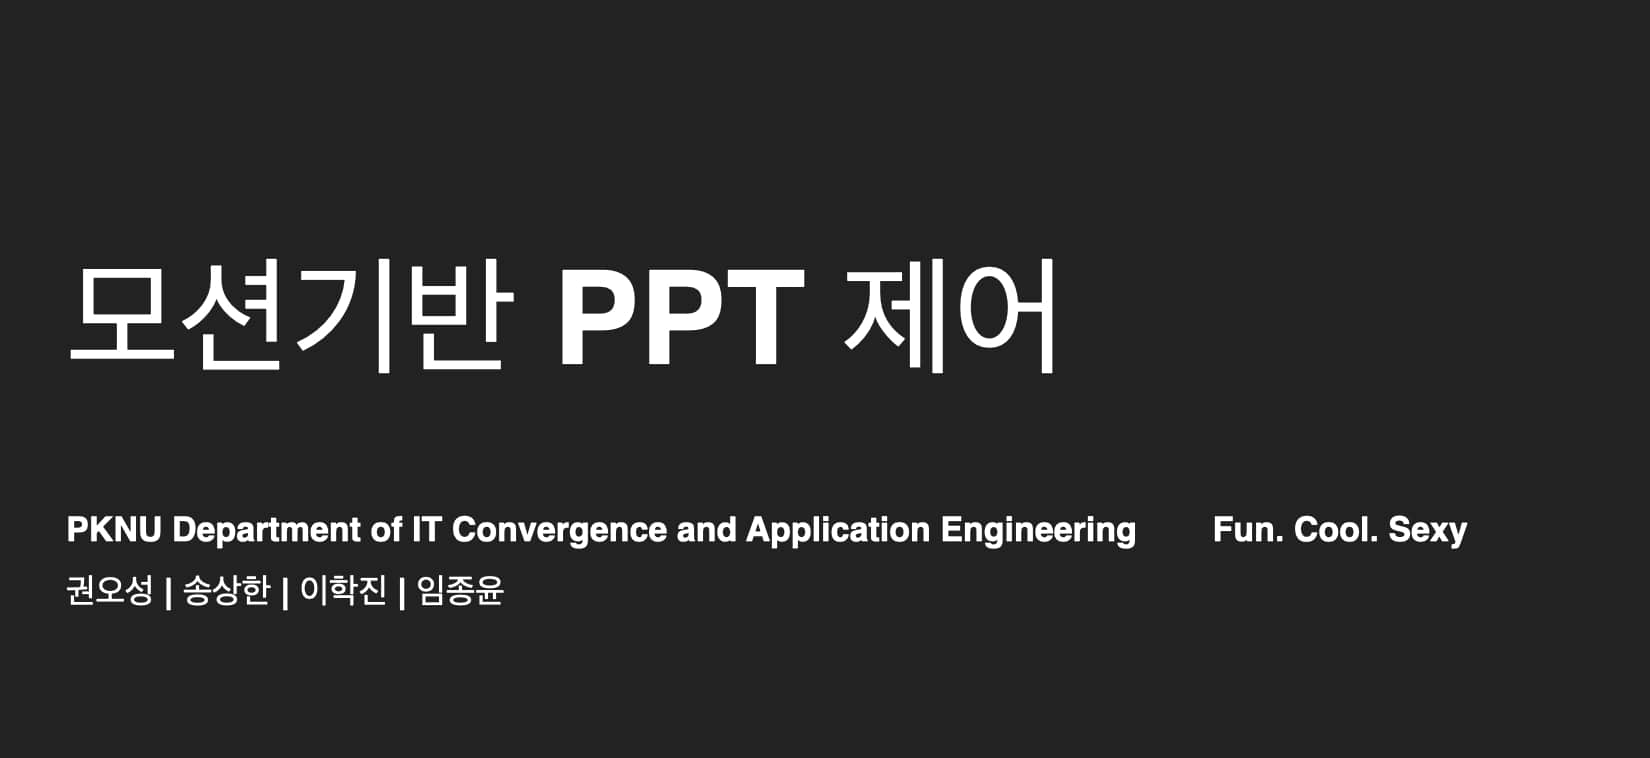 모션기반 PPT 제어
PKNU Department of IT Convergence and Application Engineering Fun. Cool. Sexy
권오성 | 송상한 | 이학진 | 임종윤